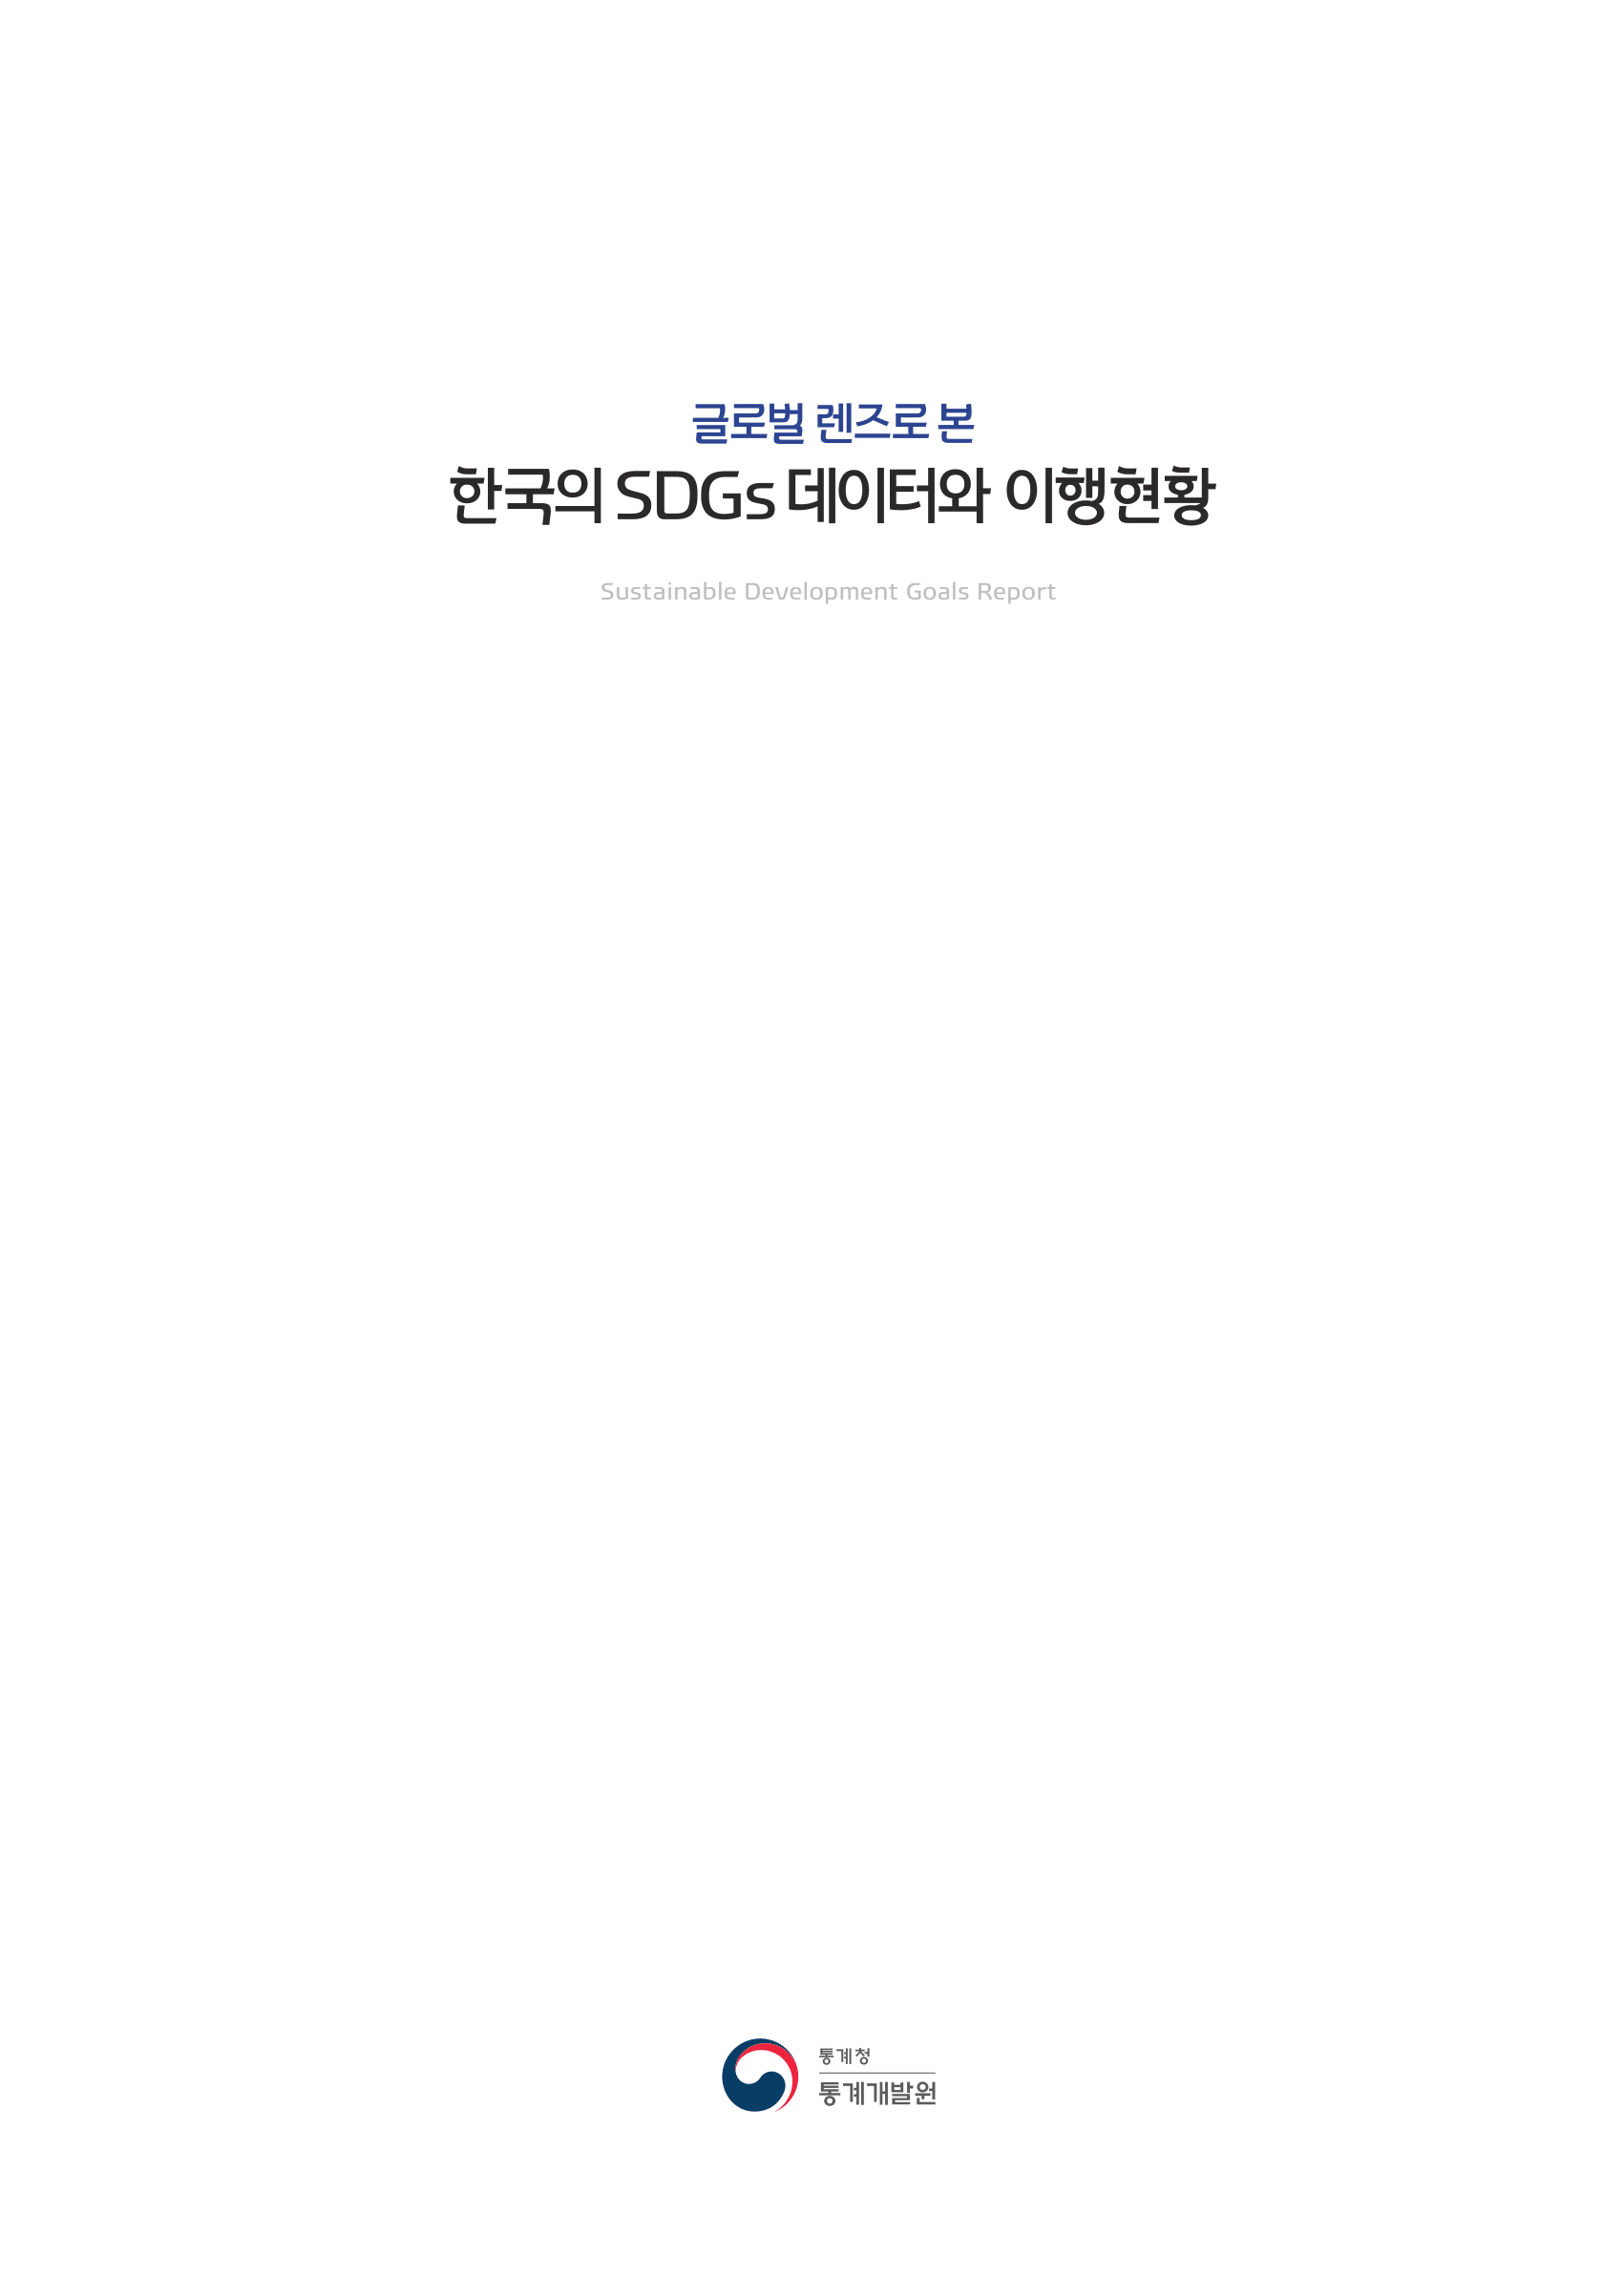 글로벌 렌즈로 본
한국의 SDGs 데이터와 이행현황
Sustainable Development Goals Report
통계청
통계개발원